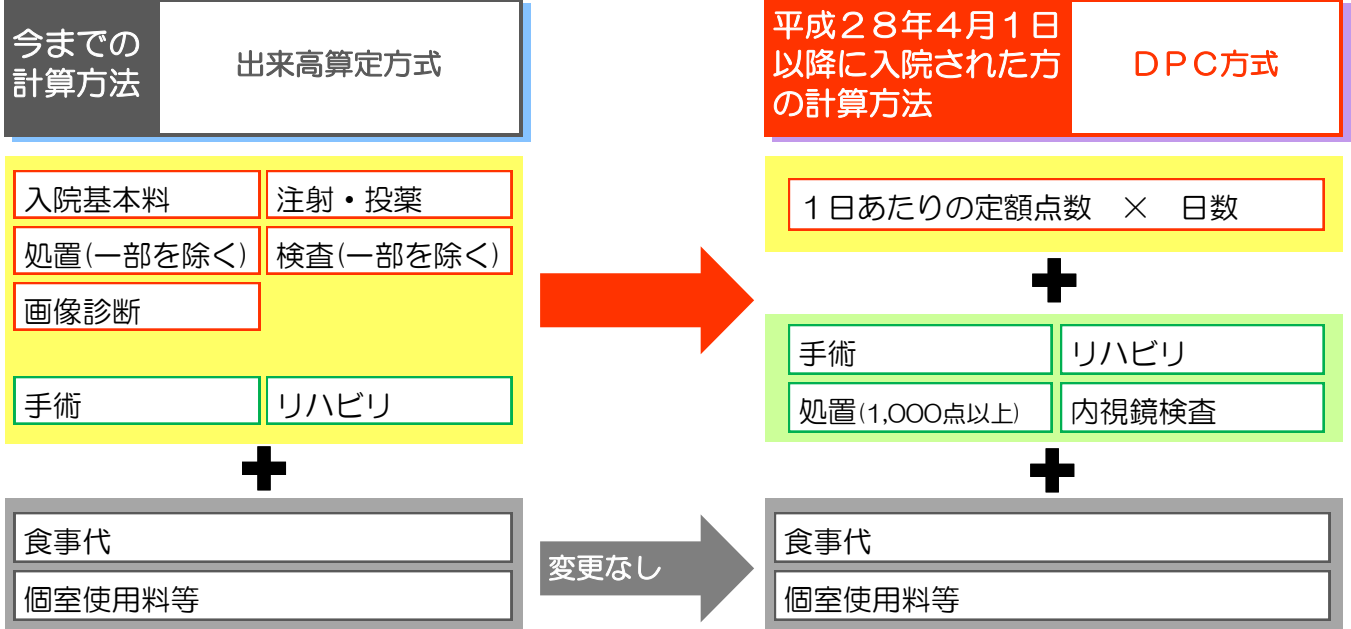 今までの
計算方法
出来高算定方式
入院基本料
注射・投薬
処置(一部を除く)
検査(一部を除く)
画像診断
手術
リハビリ
食事代
個室使用料等
変更なし
平成２８年４月１日
以降に入院された方
の計算方法
ＤＰＣ方式
１日あたりの定額点数　×　日数
手術
リハビリ
処置(1,000点以上)
内視鏡検査
食事代
個室使用料等